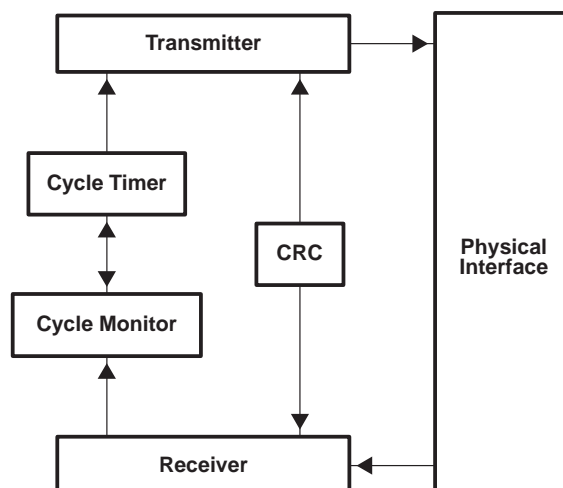 Transmitter
Cycle Timer
CRC
Physical
Interface
Cycle Monitor
Receiver